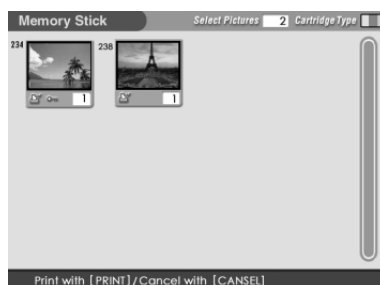 Memory Stick Select Pictures 2 Cartridge Type
234 238
1 1
Print with [PRINT]/Cancel with [CANSEL]